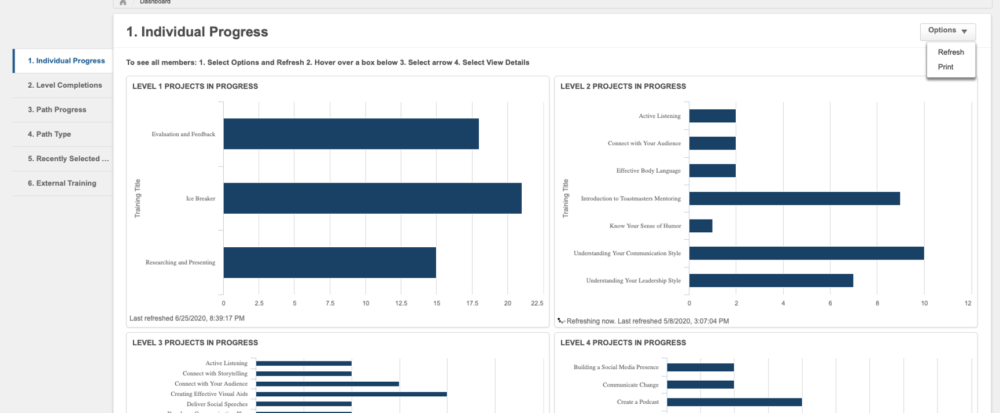 Dashboard
1. Individual Progress
Options
Refresh
Print
1. Individual Progress
2. Level Completions
3. Path Progress
4. Path Type
5. Recently Selected ...
6. External Training
To see all members: 1. Select Options and Refresh 2. Hover over a box below 3. Select arrow 4. Select View Details
LEVEL 1 PROJECTS IN PROGRESS
Training Title
Evaluation and Feedback
Ice Breaker
Researching and Presenting
0 2.5 5 7.5 10 12.5 15 17.5 20 22.5
Last refreshed 6/25/2020, 8:39:17 PM
LEVEL 2 PROJECTS IN PROGRESS
Training Title
Active Listening
Connect with Your Audience
Effective Body Language
Introduction to Toastmasters Mentoring
Know Your Sense of Humor
Understanding Your Communication Style
Understanding Your Leadership Style
0 2 4 6 8 10 12
Refreshing now. Last refreshed 5/8/2020, 3:07:04 PM
LEVEL 3 PROJECTS IN PROGRESS
Active Listening
Connect with Storytelling
Connect with Your Audience
Creating Effective Visual Aids
Deliver Social Speeches
LEVEL 4 PROJECTS IN PROGRESS
Building a Social Media Presence
Communicate Change
Create a Podcast